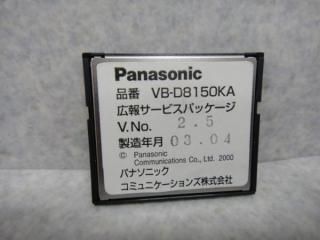 Panasonic
品番 VB-D8150KA
広報サービスパッケージ
V.No. 2.5
製造年月 03.04
© Panasonic
Communications Co., Ltd. 2000
パナソニック
コミュニケーションズ株式会社